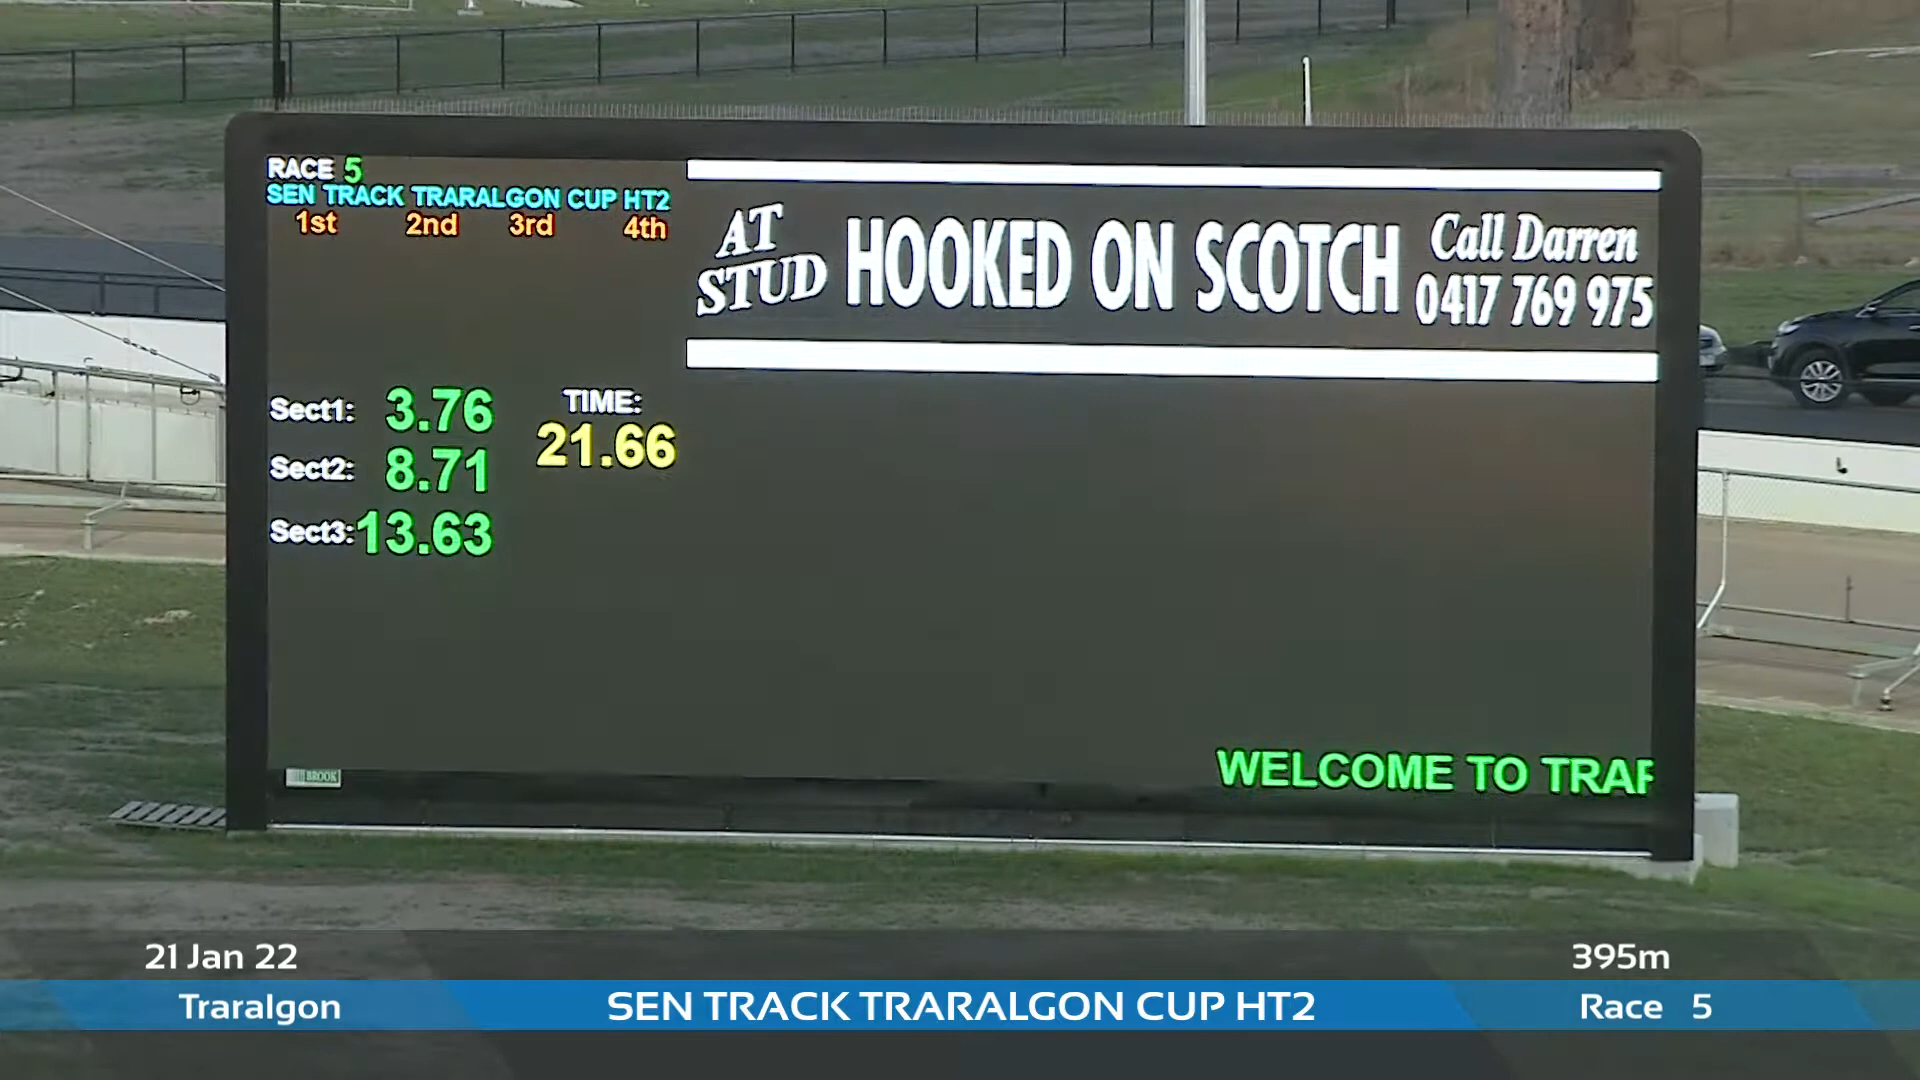 RACE 5
SEN TRACK TRARALGON CUP HT2
1st 2nd 3rd 4th
AT STUD HOOKED ON SCOTCH Call Darren 0417 769 975
Sect1: 3.76
Sect2: 8.71
Sect3: 13.63
TIME:
21.66
WELCOME TO TRAR
BROOK
21 Jan 22
395m
Traralgon
SEN TRACK TRARALGON CUP HT2
Race 5